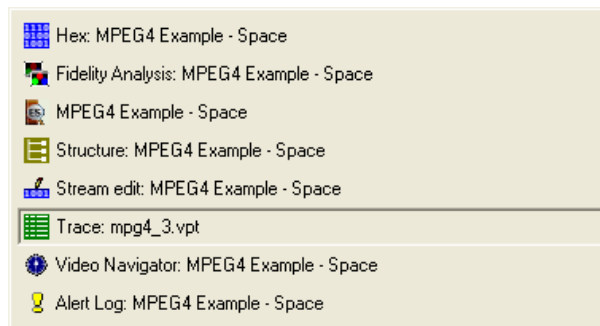 Hex: MPEG4 Example - Space
Fidelity Analysis: MPEG4 Example - Space
MPEG4 Example - Space
Structure: MPEG4 Example - Space
Stream edit: MPEG4 Example - Space
Trace: mpg4_3.vpt
Video Navigator: MPEG4 Example - Space
Alert Log: MPEG4 Example - Space